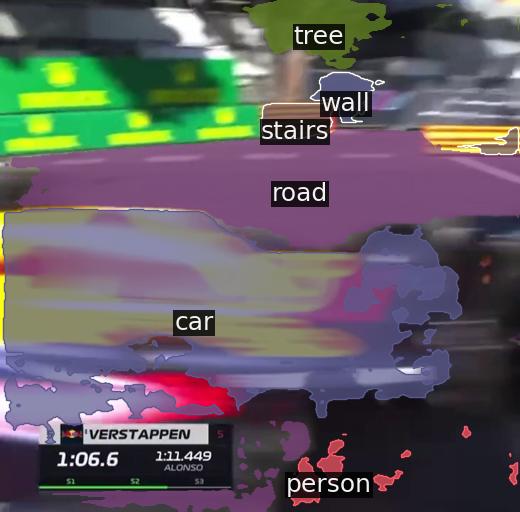 tree
wall
stairs
road
car
VERSTAPPEN 5
1:06.6 1:11.449
ALONSO
S1 S2 S3
person